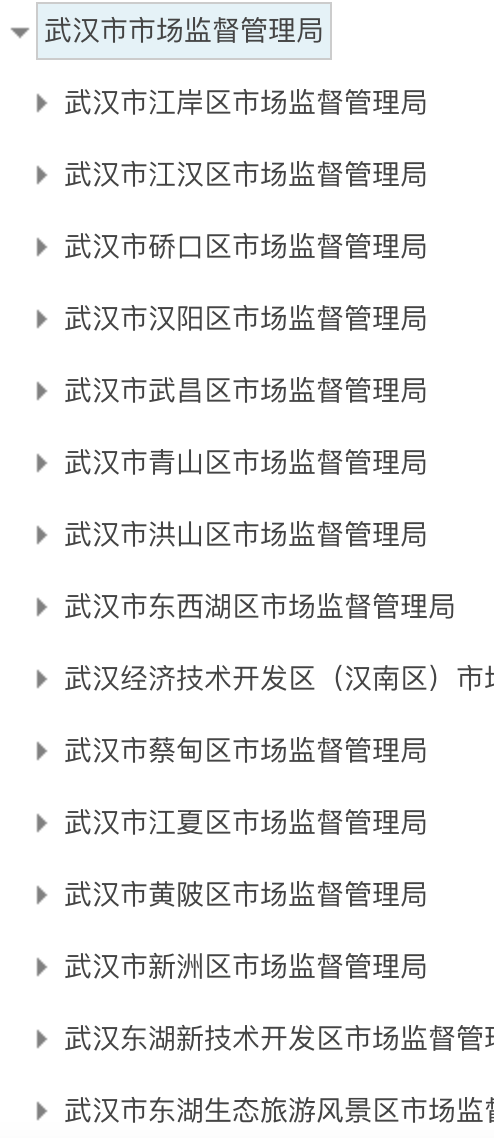 武汉市市场监督管理局
武汉市江岸区市场监督管理局
武汉市江汉区市场监督管理局
武汉市硚口区市场监督管理局
武汉市汉阳区市场监督管理局
武汉市武昌区市场监督管理局
武汉市青山区市场监督管理局
武汉市洪山区市场监督管理局
武汉市东西湖区市场监督管理局
武汉经济技术开发区（汉南区）市场
武汉市蔡甸区市场监督管理局
武汉市江夏区市场监督管理局
武汉市黄陂区市场监督管理局
武汉市新洲区市场监督管理局
武汉东湖新技术开发区市场监督管理
武汉市东湖生态旅游风景区市场监督